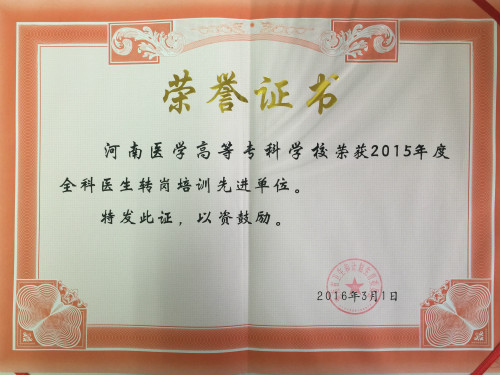 荣誉证书
河南医学高等专科学校荣获2015年度
全科医生转岗培训先进单位。
特发此证，以资鼓励。
2016年3月1日